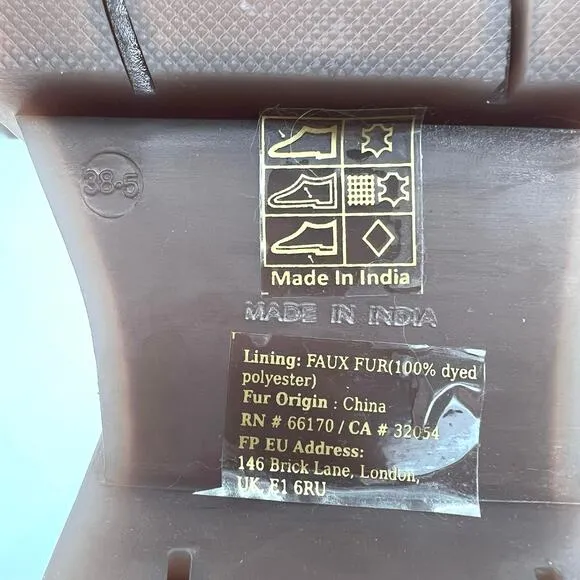 38-5
Made In India
MADE IN INDIA
Lining: FAUX FUR(100% dyed
polyester)
Fur Origin : China
RN # 66170 / CA # 32054
FP EU Address:
146 Brick Lane, London,
UK, E1 6RU